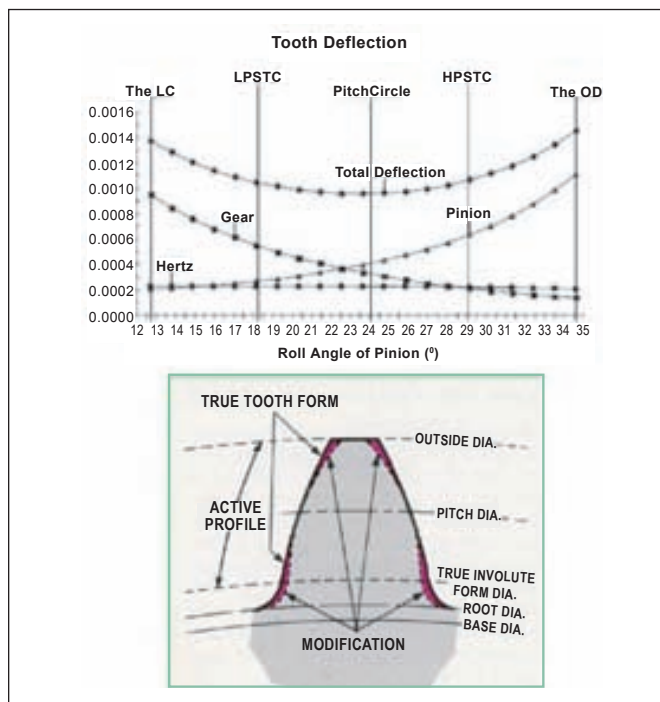 Tooth Deflection
The LC
LPSTC
PitchCircle
HPSTC
The OD
0.0016
0.0014
0.0012
0.0010
0.0008
0.0006
0.0004
0.0002
0.0000
Total Deflection
Gear
Pinion
Hertz
12 13 14 15 16 17 18 19 20 21 22 23 24 25 26 27 28 29 30 31 32 33 34 35
Roll Angle of Pinion (⁰)
TRUE TOOTH FORM
OUTSIDE DIA.
ACTIVE
PROFILE
PITCH DIA.
TRUE INVOLUTE
FORM DIA.
ROOT DIA.
BASE DIA.
MODIFICATION